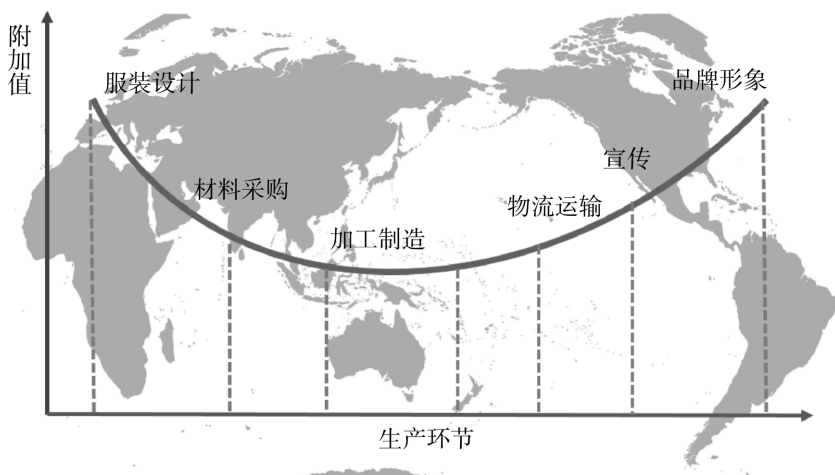 附加值
服装设计
品牌形象
宣传
材料采购
物流运输
加工制造
生产环节